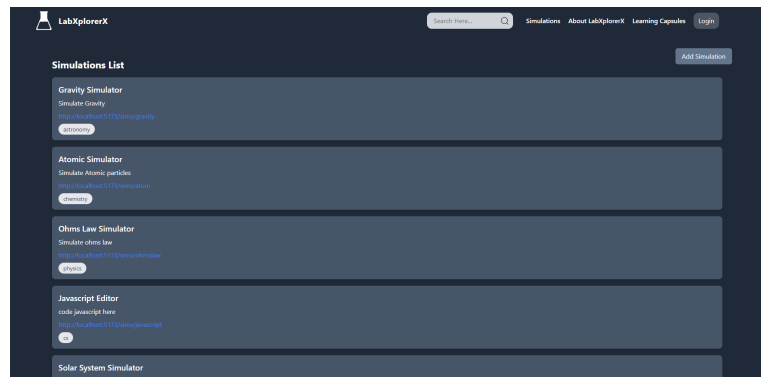 LabXplorerX
Search Here... Simulations About LabXplorerX Learning Capsules Login
Add Simulation
Simulations List
Gravity Simulator
Simulate Gravity
http://localhost:5173/sims/gravity
astronomy
Atomic Simulator
Simulate Atomic particles
http://localhost:5173/sims/atom
chemistry
Ohms Law Simulator
Simulate ohms law
http://localhost:5173/sims/ohmslaw
physics
Javascript Editor
code javascript here
http://localhost:5173/sims/javascript
cs
Solar System Simulator